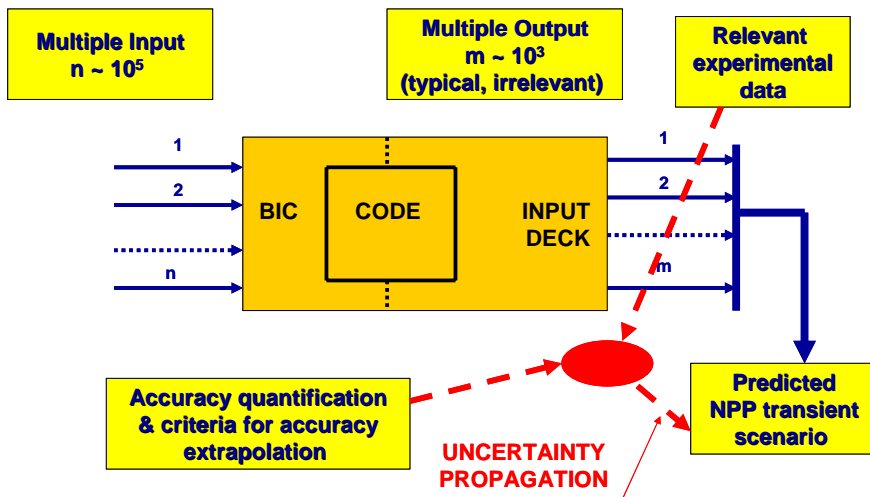 Multiple Input
n ~ 10⁵
Multiple Output
m ~ 10³
(typical, irrelevant)
Relevant
experimental
data
1
2
n
BIC
CODE
INPUT
DECK
1
2
m
Accuracy quantification
& criteria for accuracy
extrapolation
UNCERTAINTY
PROPAGATION
Predicted
NPP transient
scenario